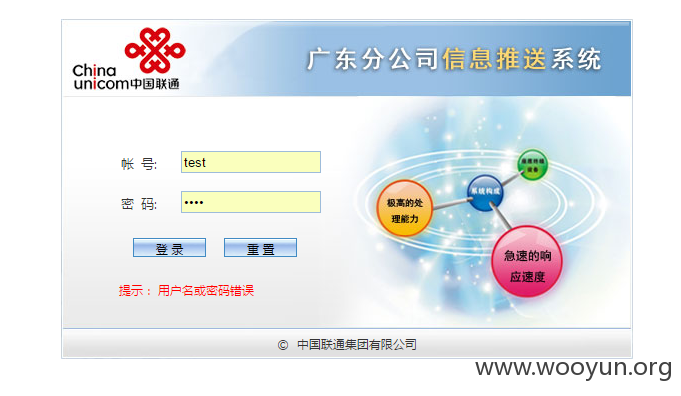 China
unicom中国联通
广东分公司信息推送系统
帐 号:
test
密 码:
••••
登 录
重 置
提示： 用户名或密码错误
系统构成
极高的处
理能力
急速的响
应速度
© 中国联通集团有限公司
www.wooyun.org